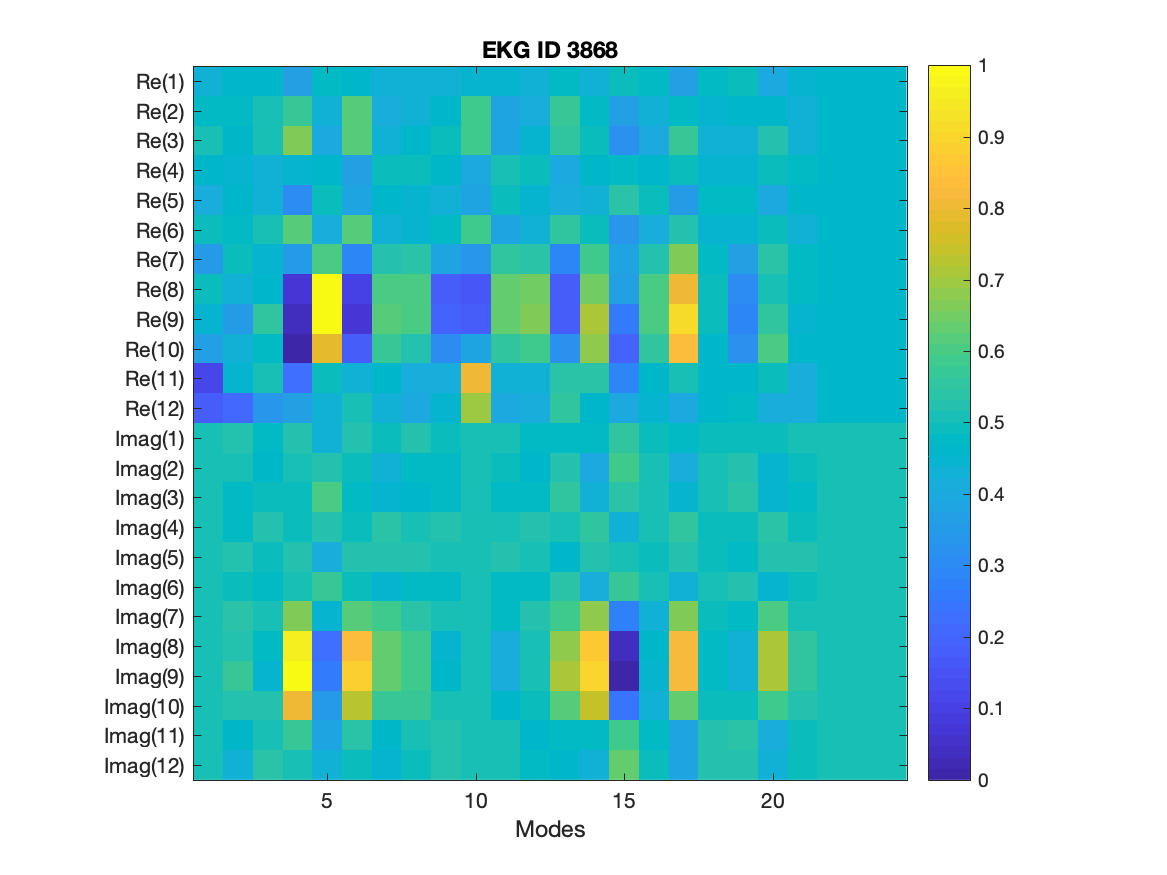 EKG ID 3868
Re(1)
Re(2)
Re(3)
Re(4)
Re(5)
Re(6)
Re(7)
Re(8)
Re(9)
Re(10)
Re(11)
Re(12)
Imag(1)
Imag(2)
Imag(3)
Imag(4)
Imag(5)
Imag(6)
Imag(7)
Imag(8)
Imag(9)
Imag(10)
Imag(11)
Imag(12)
5 10 15 20
Modes
1
0.9
0.8
0.7
0.6
0.5
0.4
0.3
0.2
0.1
0